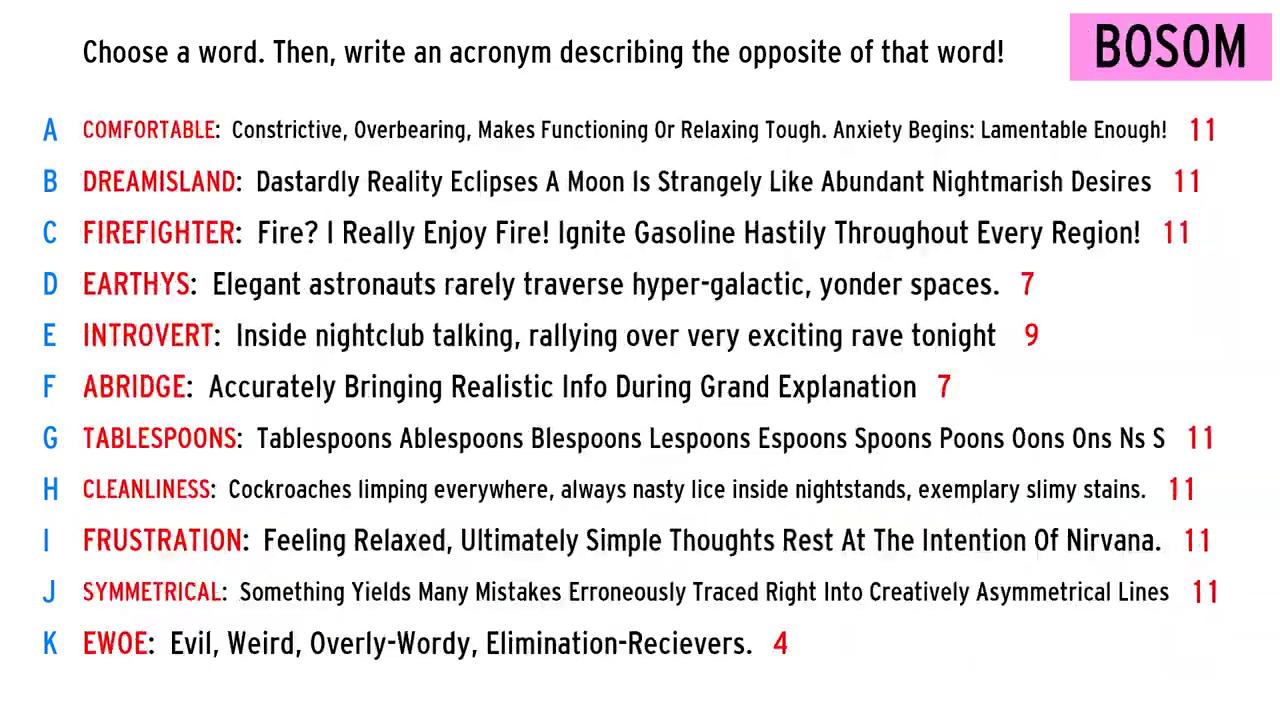 Choose a word. Then, write an acronym describing the opposite of that word!
BOSOM
A COMFORTABLE: Constrictive, Overbearing, Makes Functioning Or Relaxing Tough. Anxiety Begins: Lamentable Enough! 11
B DREAMISLAND: Dastardly Reality Eclipses A Moon Is Strangely Like Abundant Nightmarish Desires 11
C FIREFIGHTER: Fire? I Really Enjoy Fire! Ignite Gasoline Hastily Throughout Every Region! 11
D EARTHYS: Elegant astronauts rarely traverse hyper-galactic, yonder spaces. 7
E INTROVERT: Inside nightclub talking, rallying over very exciting rave tonight 9
F ABRIDGE: Accurately Bringing Realistic Info During Grand Explanation 7
G TABLESPOONS: Tablespoons Ablespoons Blespoons Lespoons Espoons Spoons Poons Oons Ons Ns S 11
H CLEANLINESS: Cockroaches limping everywhere, always nasty lice inside nightstands, exemplary slimy stains. 11
I FRUSTRATION: Feeling Relaxed, Ultimately Simple Thoughts Rest At The Intention Of Nirvana. 11
J SYMMETRICAL: Something Yields Many Mistakes Erroneously Traced Right Into Creatively Asymmetrical Lines 11
K EWOE: Evil, Weird, Overly-Wordy, Elimination-Recievers. 4